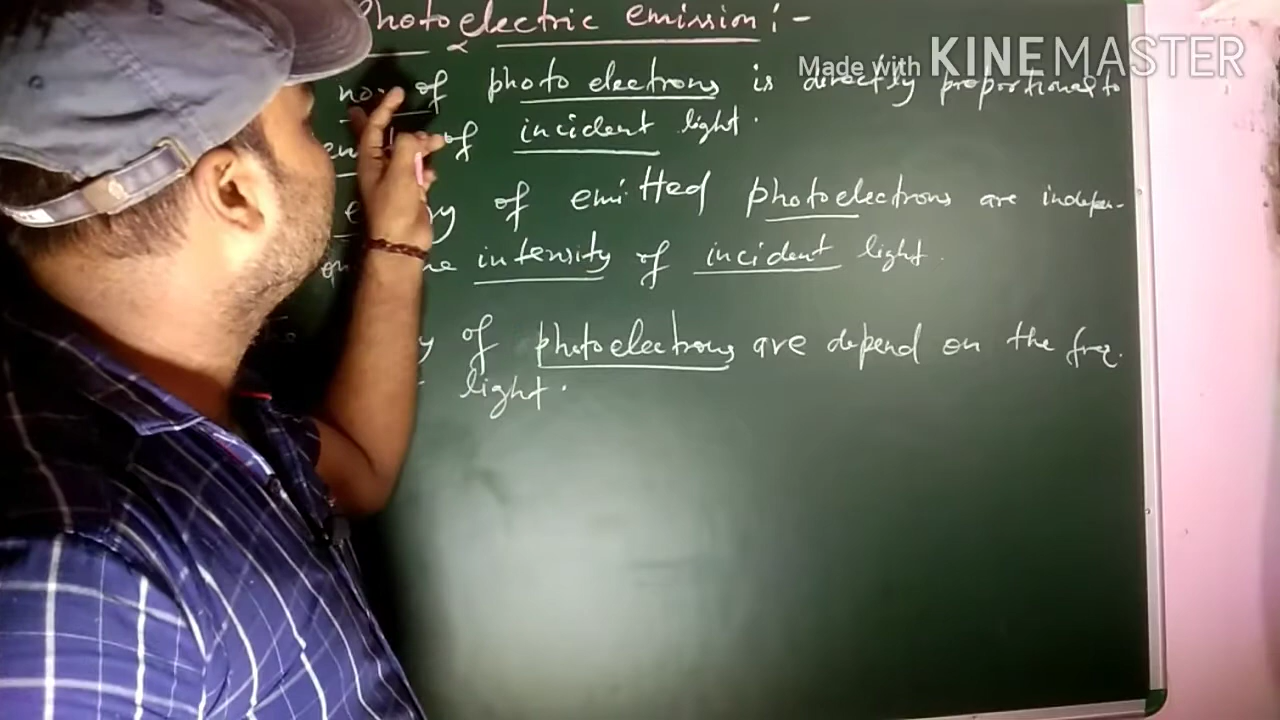 Photoelectric emission :-
Made with KINEMASTER
no. of photo electrons is directly proportional to
of incident light.
of emitted photoelectrons are indepen-
intensity of incident light.
of photoelectrons are depend on the freq.
light.